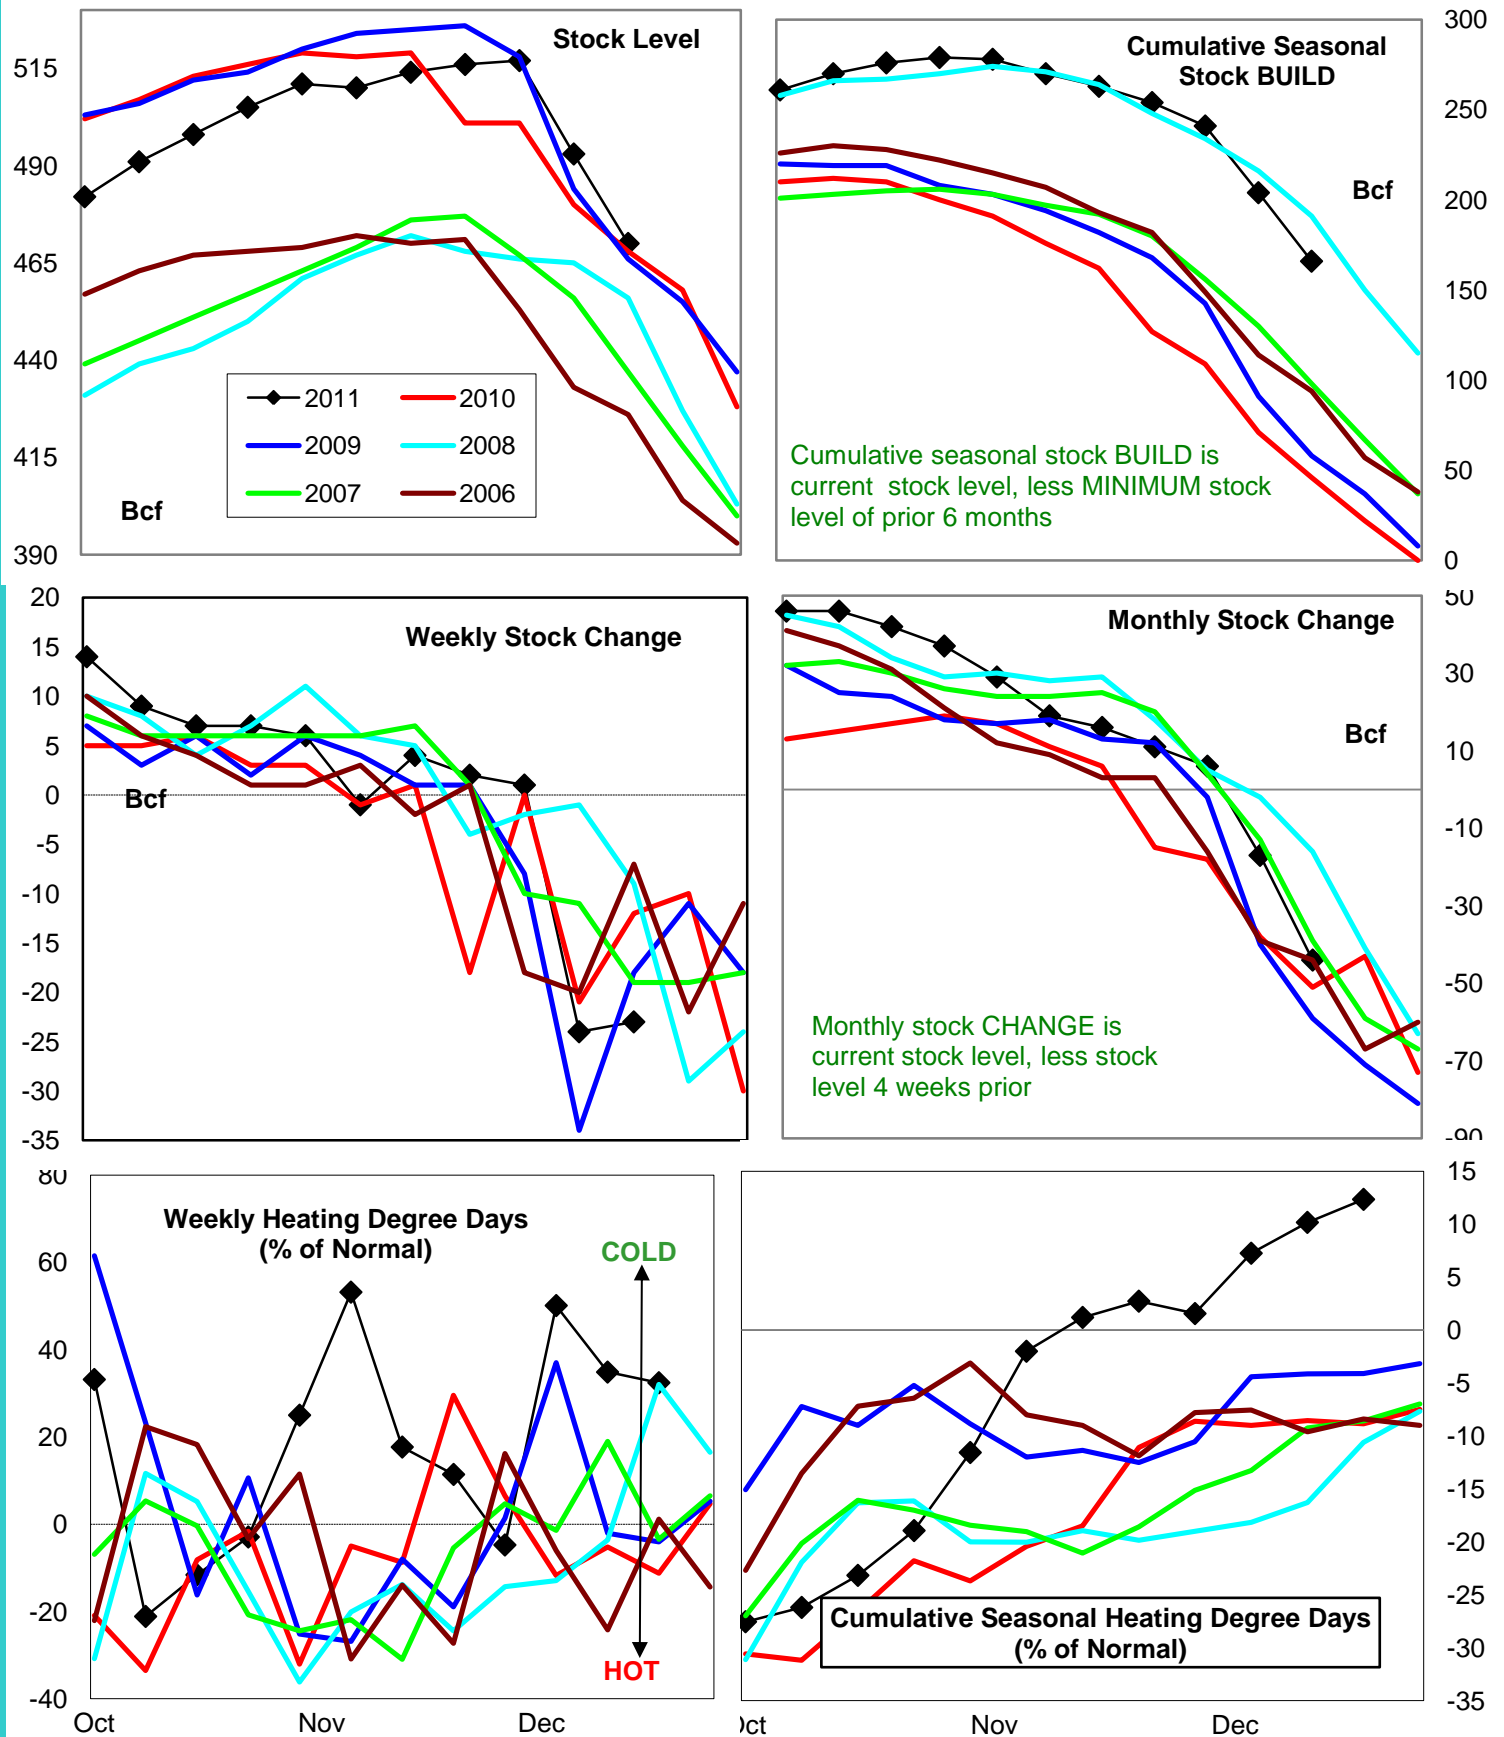 Stock Level
515
490
465
440
415
390
2011
2010
2009
2008
2007
2006
Bcf
Cumulative Seasonal
Stock BUILD
Bcf
300
250
200
150
100
50
0
Cumulative seasonal stock BUILD is
current stock level, less MINIMUM stock
level of prior 6 months
Weekly Stock Change
20
15
10
5
0
-5
-10
-15
-20
-25
-30
-35
Bcf
Monthly Stock Change
Bcf
50
30
10
-10
-30
-50
-70
-90
Monthly stock CHANGE is
current stock level, less stock
level 4 weeks prior
Weekly Heating Degree Days
(% of Normal)
COLD
HOT
80
60
40
20
0
-20
-40
Oct
Nov
Dec
15
10
5
0
-5
-10
-15
-20
-25
-30
-35
Cumulative Seasonal Heating Degree Days
(% of Normal)
Oct
Nov
Dec